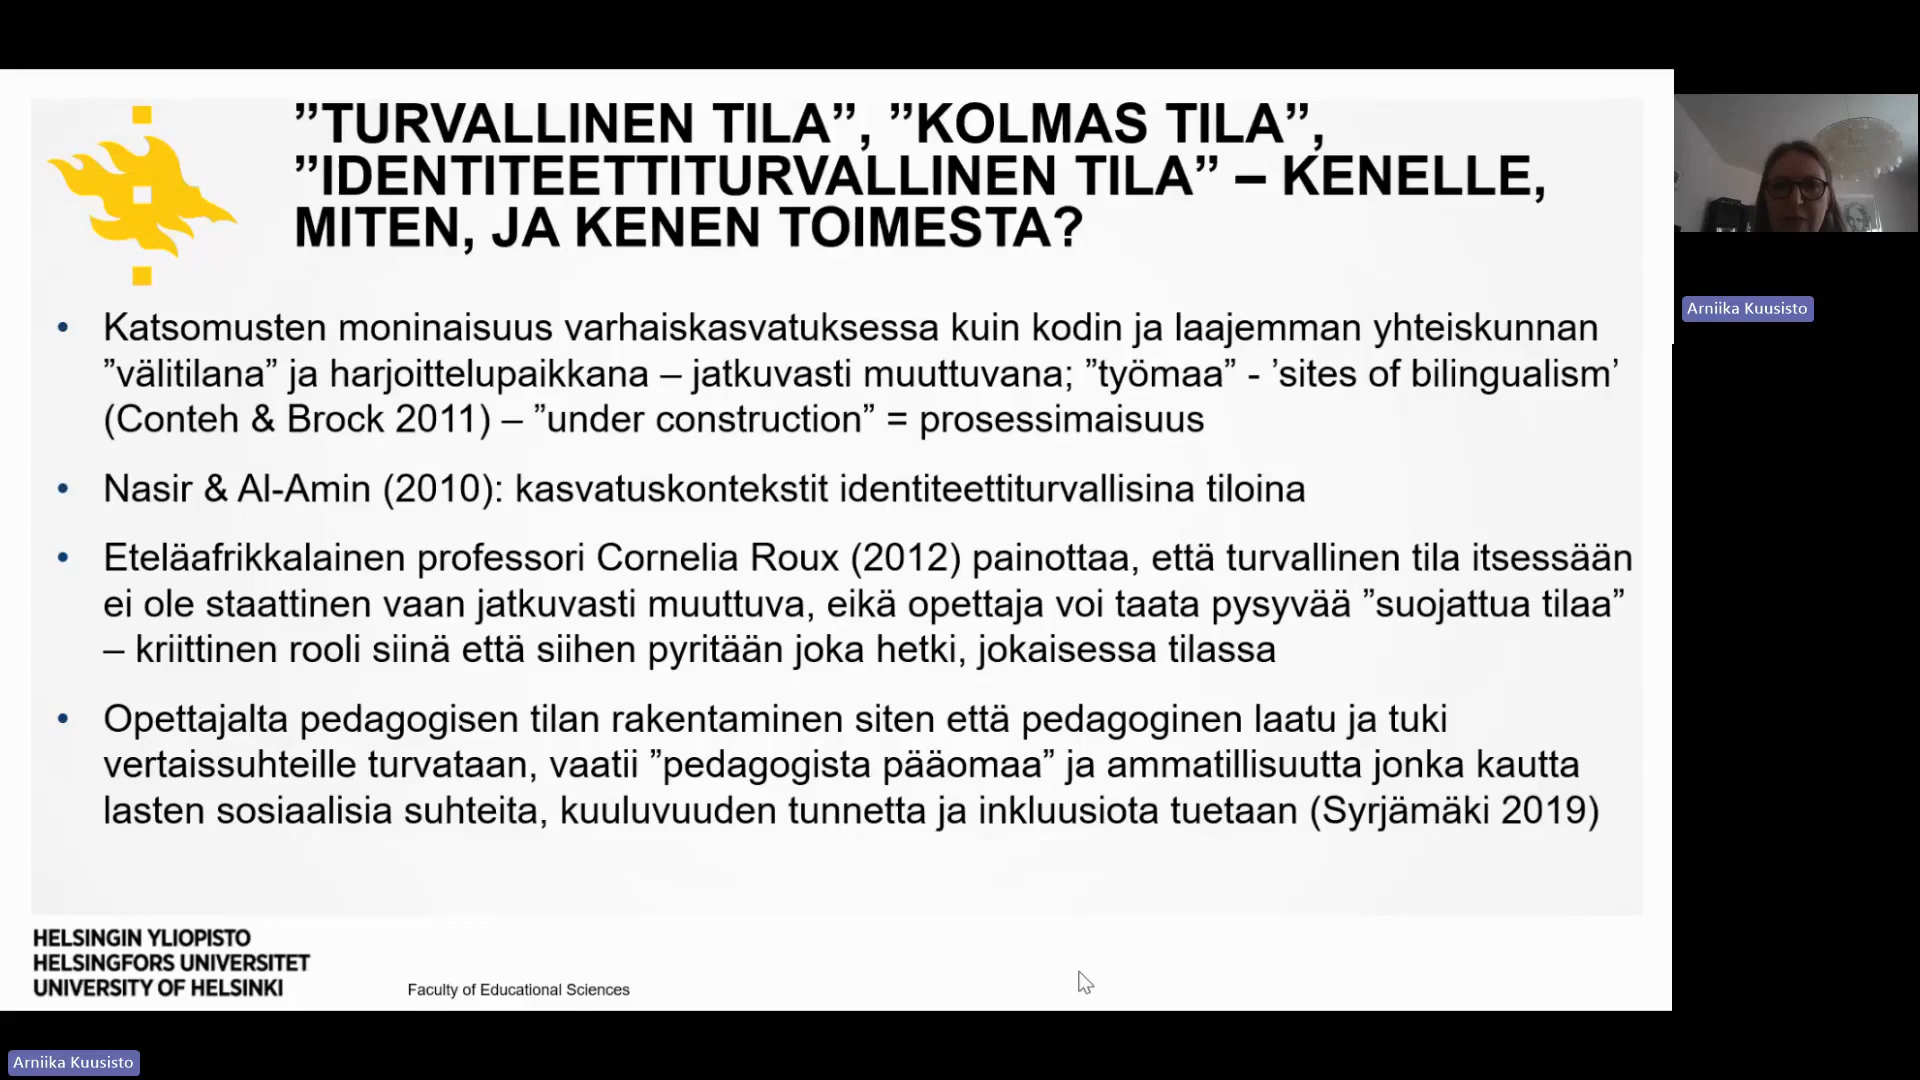 ”TURVALLINEN TILA”, ”KOLMAS TILA”,
”IDENTITEETTITURVALLINEN TILA” – KENELLE,
MITEN, JA KENEN TOIMESTA?
• Katsomusten moninaisuus varhaiskasvatuksessa kuin kodin ja laajemman yhteiskunnan
”välitilana” ja harjoittelupaikkana – jatkuvasti muuttuvana; ”työmaa” - ’sites of bilingualism’
(Conteh & Brock 2011) – ”under construction” = prosessimaisuus
• Nasir & Al-Amin (2010): kasvatuskontekstit identiteettiturvallisina tiloina
• Eteläafrikkalainen professori Cornelia Roux (2012) painottaa, että turvallinen tila itsessään
ei ole staattinen vaan jatkuvasti muuttuva, eikä opettaja voi taata pysyvää ”suojattua tilaa”
– kriittinen rooli siinä että siihen pyritään joka hetki, jokaisessa tilassa
• Opettajalta pedagogisen tilan rakentaminen siten että pedagoginen laatu ja tuki
vertaissuhteille turvataan, vaatii ”pedagogista pääomaa” ja ammatillisuutta jonka kautta
lasten sosiaalisia suhteita, kuuluvuuden tunnetta ja inkluusiota tuetaan (Syrjämäki 2019)
HELSINGIN YLIOPISTO
HELSINGFORS UNIVERSITET
UNIVERSITY OF HELSINKI
Faculty of Educational Sciences
Arniika Kuusisto
Arniika Kuusisto